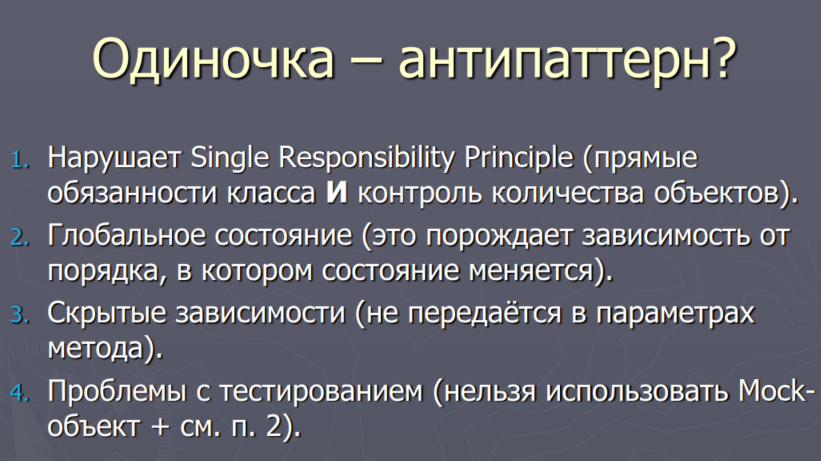 Одиночка – антипаттерн?
1. Нарушает Single Responsibility Principle (прямые
обязанности класса И контроль количества объектов).
2. Глобальное состояние (это порождает зависимость от
порядка, в котором состояние меняется).
3. Скрытые зависимости (не передаётся в параметрах
метода).
4. Проблемы с тестированием (нельзя использовать Mock-
объект + см. п. 2).